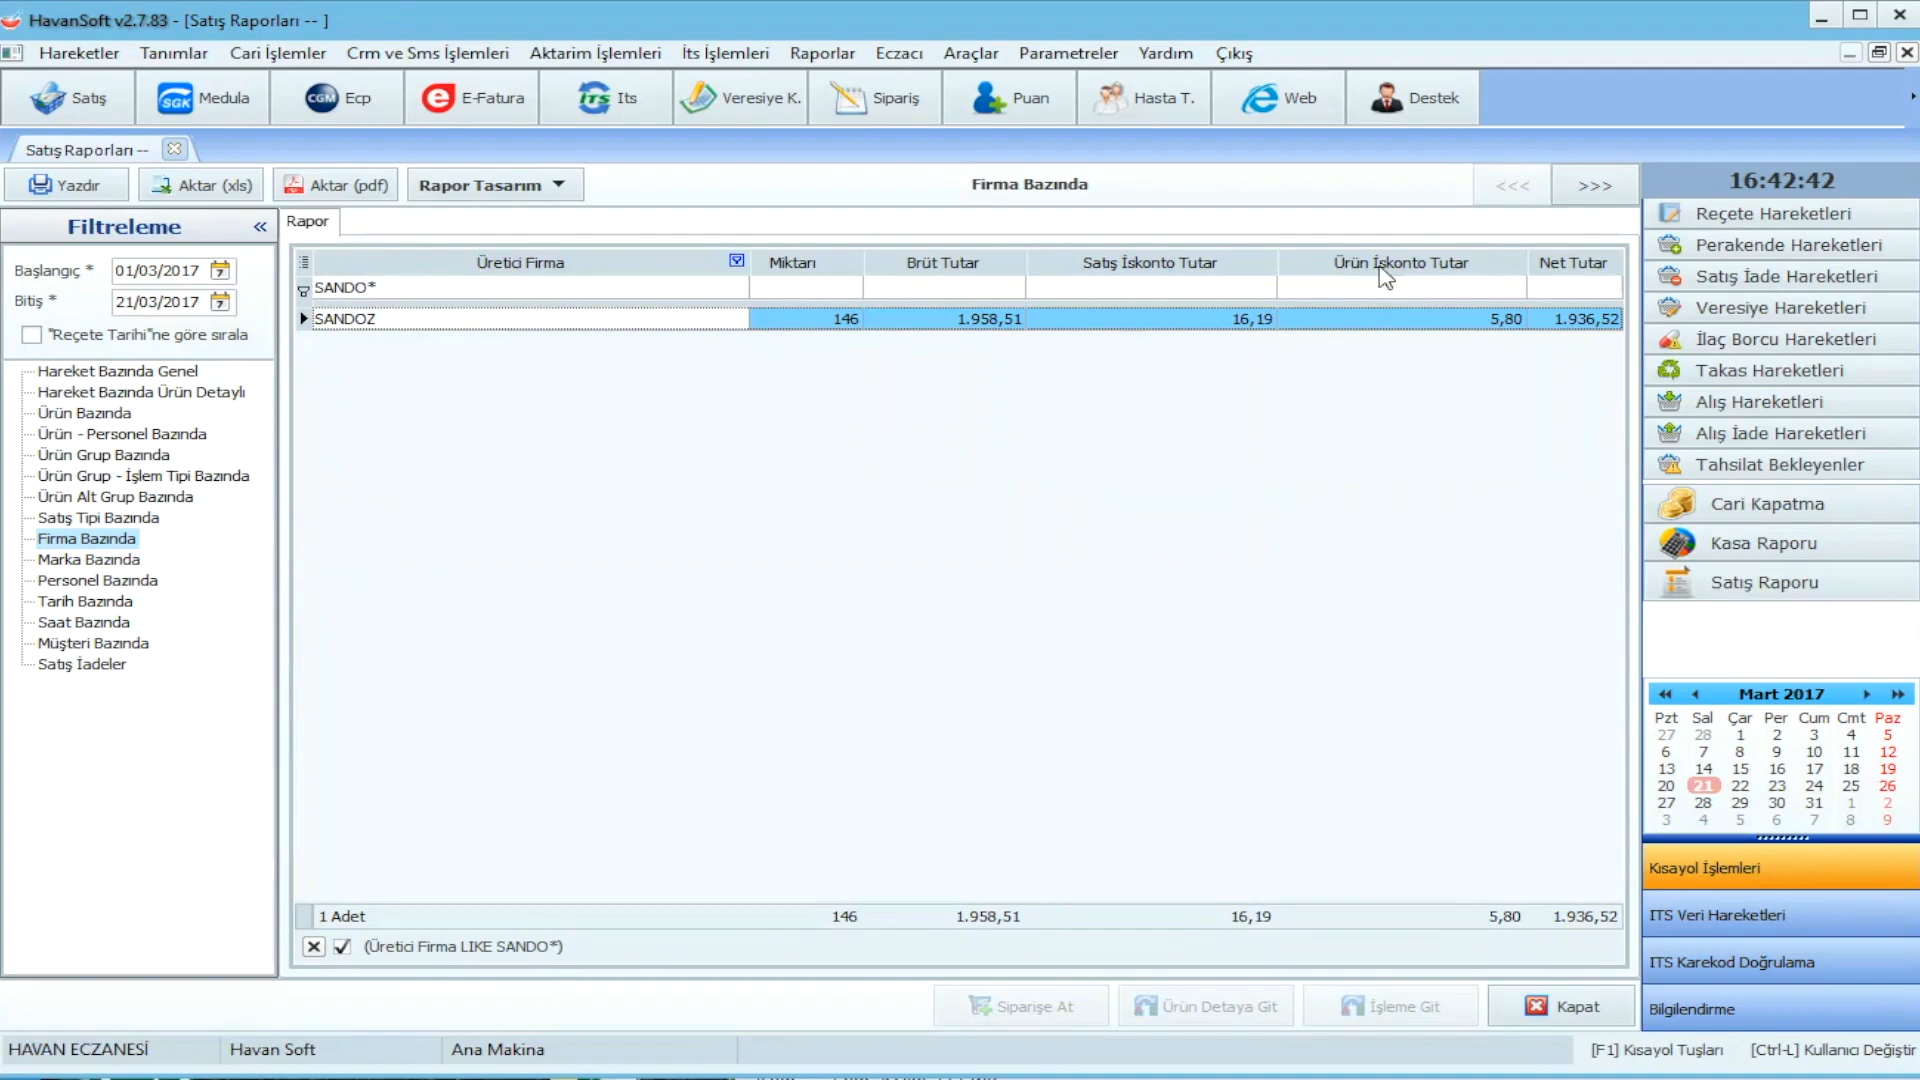 HavanSoft v2.7.83 - [Satış Raporları -- ]
Hareketler Tanımlar Cari İşlemler Crm ve Sms İşlemleri Aktarim İşlemleri İts İşlemleri Raporlar Eczacı Araçlar Parametreler Yardım Çıkış
Satış SGK Medula CGM Ecp E-Fatura iTS Its Veresiye K. Sipariş Puan Hasta T. Web Destek
Satış Raporları --
Yazdır Aktar (xls) Aktar (pdf) Rapor Tasarım Firma Bazında <<< >>>
Filtreleme «
Başlangıç * 01/03/2017
Bitiş * 21/03/2017
"Reçete Tarihi"ne göre sırala
Hareket Bazında Genel
Hareket Bazında Ürün Detaylı
Ürün Bazında
Ürün - Personel Bazında
Ürün Grup Bazında
Ürün Grup - İşlem Tipi Bazında
Ürün Alt Grup Bazında
Satış Tipi Bazında
Firma Bazında
Marka Bazında
Personel Bazında
Tarih Bazında
Saat Bazında
Müşteri Bazında
Satış İadeler
Rapor
Üretici Firma Miktarı Brüt Tutar Satış İskonto Tutar Ürün İskonto Tutar Net Tutar
SANDO*
SANDOZ 146 1.958,51 16,19 5,80 1.936,52
1 Adet 146 1.958,51 16,19 5,80 1.936,52
(Üretici Firma LIKE SANDO*)
Siparişe At Ürün Detaya Git İşleme Git Kapat
16:42:42
Reçete Hareketleri
Perakende Hareketleri
Satış İade Hareketleri
Veresiye Hareketleri
İlaç Borcu Hareketleri
Takas Hareketleri
Alış Hareketleri
Alış İade Hareketleri
Tahsilat Bekleyenler
Cari Kapatma
Kasa Raporu
Satış Raporu
Mart 2017
Pzt Sal Çar Per Cum Cmt Paz
27 28 1 2 3 4 5
6 7 8 9 10 11 12
13 14 15 16 17 18 19
20 21 22 23 24 25 26
27 28 29 30 31 1 2
3 4 5 6 7 8 9
Kısayol İşlemleri
ITS Veri Hareketleri
ITS Karekod Doğrulama
Bilgilendirme
HAVAN ECZANESİ Havan Soft Ana Makina [F1] Kısayol Tuşları [Ctrl-L] Kullanıcı Değiştir